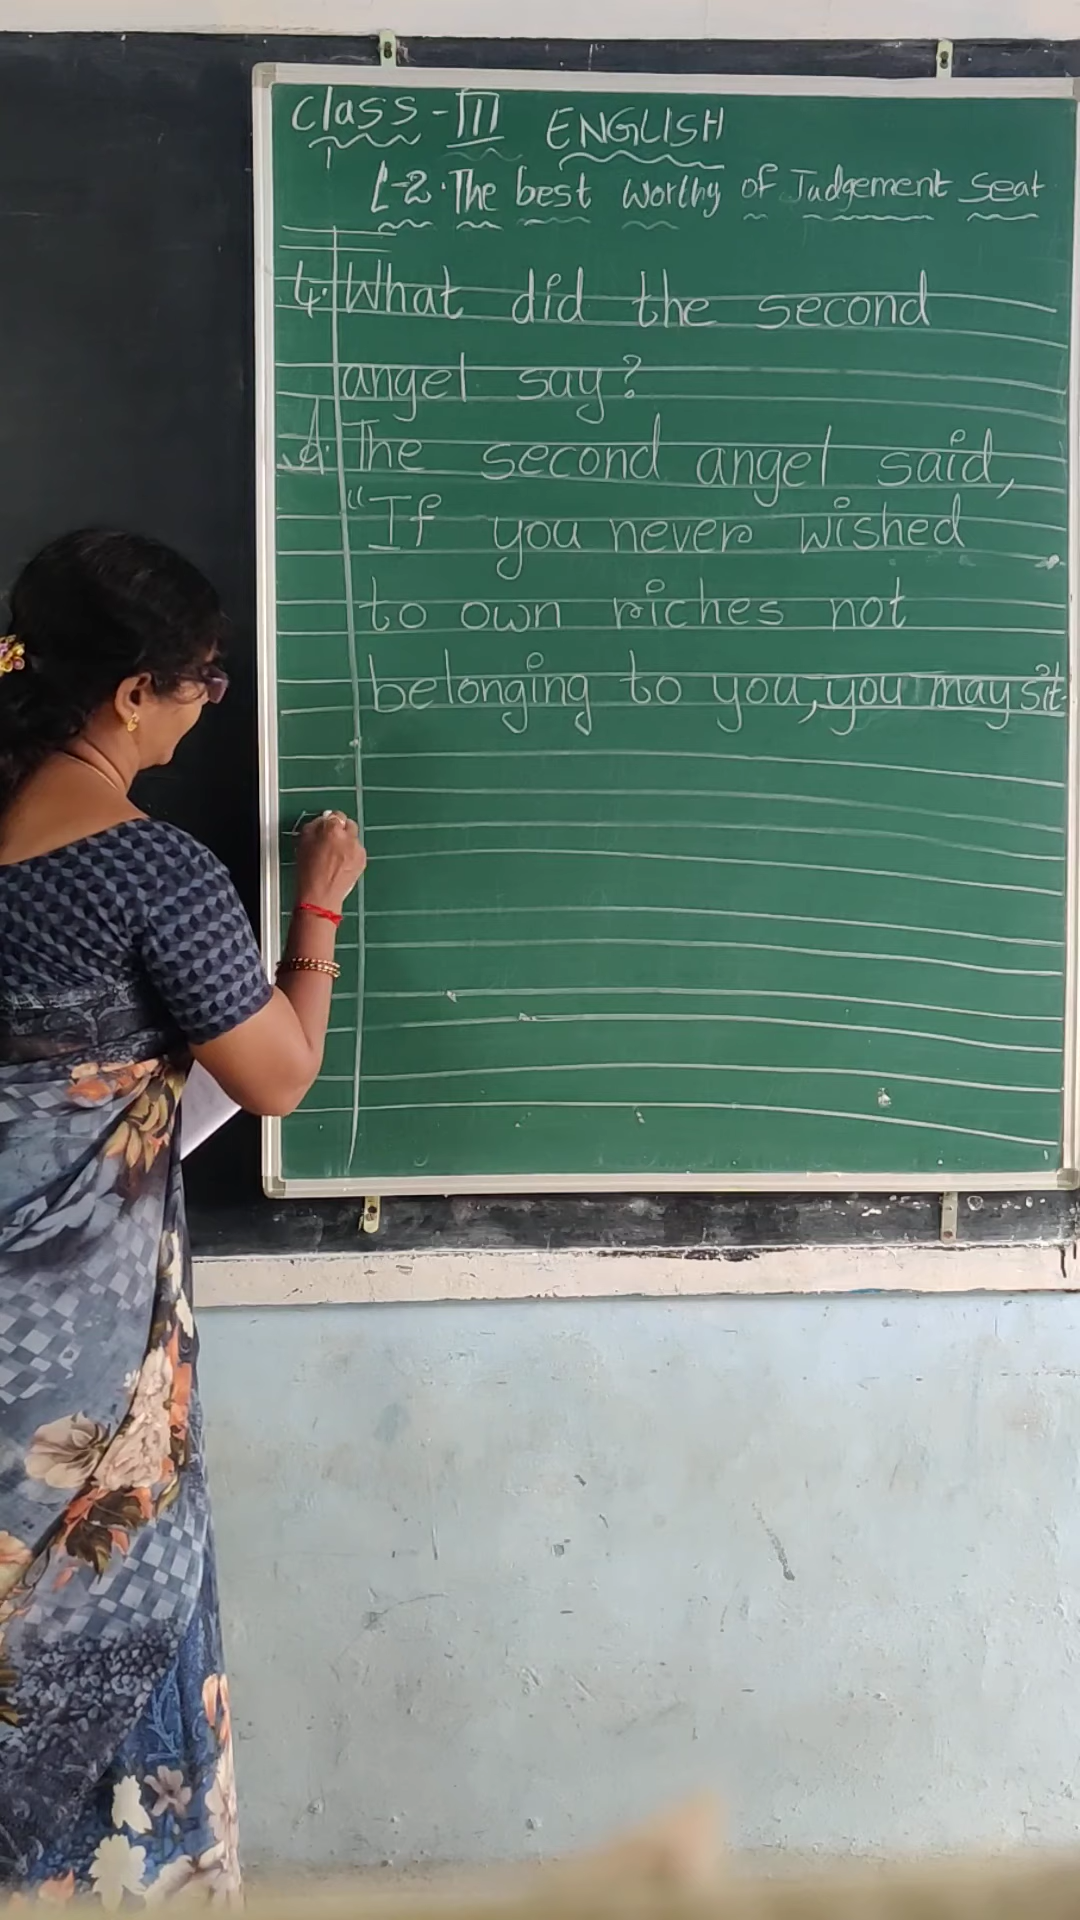 Class - III ENGLISH
L-2. The best worthy of Judgement Seat
4. What did the second
angel say?
A. The second angel said,
"If you never wished
to own riches not
belonging to you, you may sit.